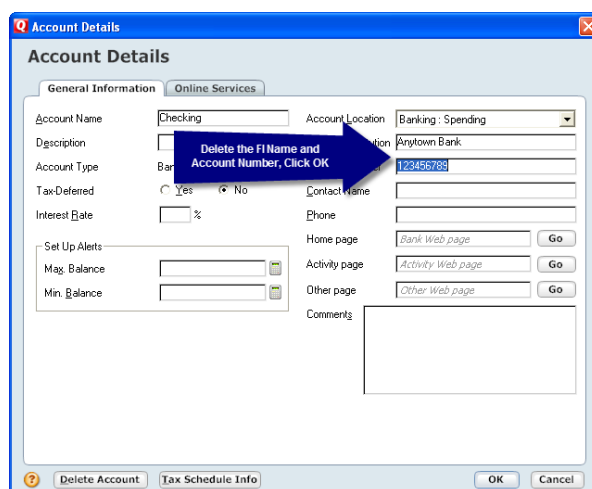 Q Account Details
Account Details
General Information Online Services
Account Name Checking Account Location Banking : Spending
Description Anytown Bank
Delete the FI Name and
Account Number, Click OK
Account Type 123456789
Tax-Deferred Yes No Contact Name
Interest Rate % Phone
Home page Bank Web page Go
Set Up Alerts
Max. Balance Activity page Activity Web page Go
Min. Balance Other page Other Web page Go
Comments
? Delete Account Tax Schedule Info OK Cancel